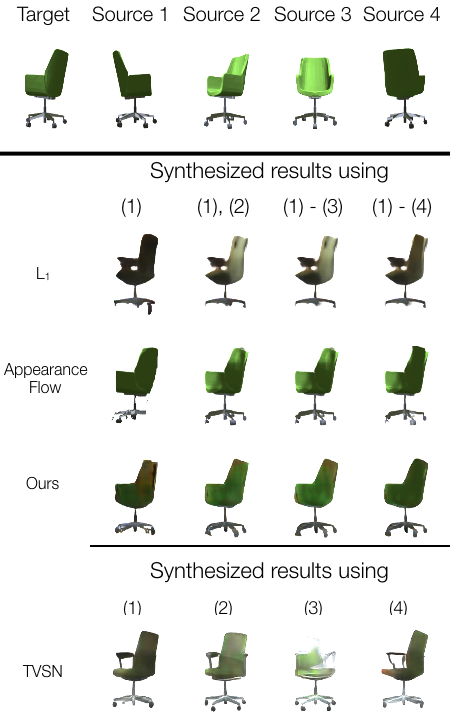 Target Source 1 Source 2 Source 3 Source 4
Synthesized results using
(1) (1), (2) (1) - (3) (1) - (4)
L₁
Appearance
Flow
Ours
Synthesized results using
(1) (2) (3) (4)
TVSN